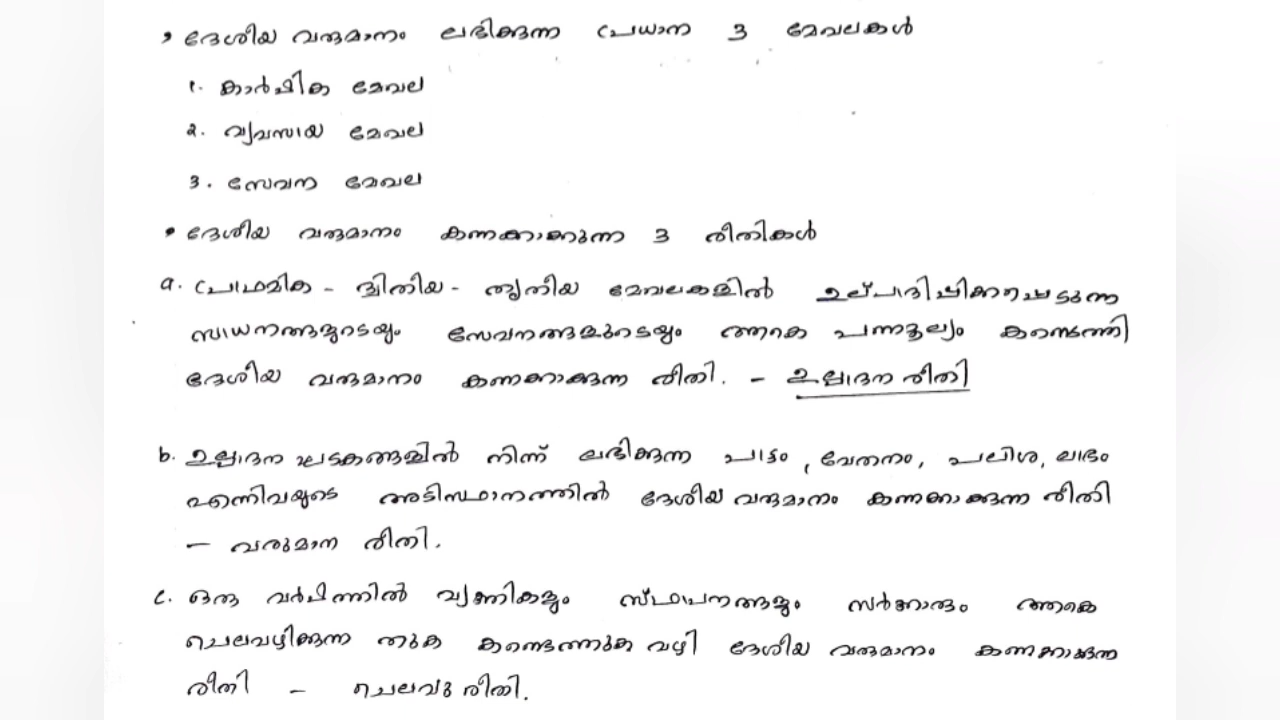 • ദേശീയ വരുമാനം ലഭിക്കുന്ന പ്രധാന 3 മേഖലകൾ
1. കാർഷിക മേഖല
2. വ്യവസായ മേഖല
3. സേവന മേഖല
• ദേശീയ വരുമാനം കണക്കാക്കുന്ന 3 രീതികൾ
a. പ്രാഥമിക - ദ്വിതീയ - തൃതീയ മേഖലകളിൽ ഉല്പാദിപ്പിക്കപ്പെടുന്ന
സാധനങ്ങളുടേയും സേവനങ്ങളുടെയും ആകെ പണമൂല്യം കണ്ടെത്തി
ദേശീയ വരുമാനം കണക്കാക്കുന്ന രീതി. - ഉല്പാദന രീതി
b. ഉല്പാദന ഘടകങ്ങളിൽ നിന്ന് ലഭിക്കുന്ന പാട്ടം, വേതനം, പലിശ, ലാഭം
എന്നിവയുടെ അടിസ്ഥാനത്തിൽ ദേശീയ വരുമാനം കണക്കാക്കുന്ന രീതി
- വരുമാന രീതി.
c. ഒരു വർഷത്തിൽ വ്യക്തികളും സ്ഥാപനങ്ങളും സർക്കാരും ആകെ
ചെലവഴിക്കുന്ന തുക കണ്ടെത്തുക വഴി ദേശീയ വരുമാനം കണക്കാക്കുന്ന
രീതി - ചെലവു രീതി.